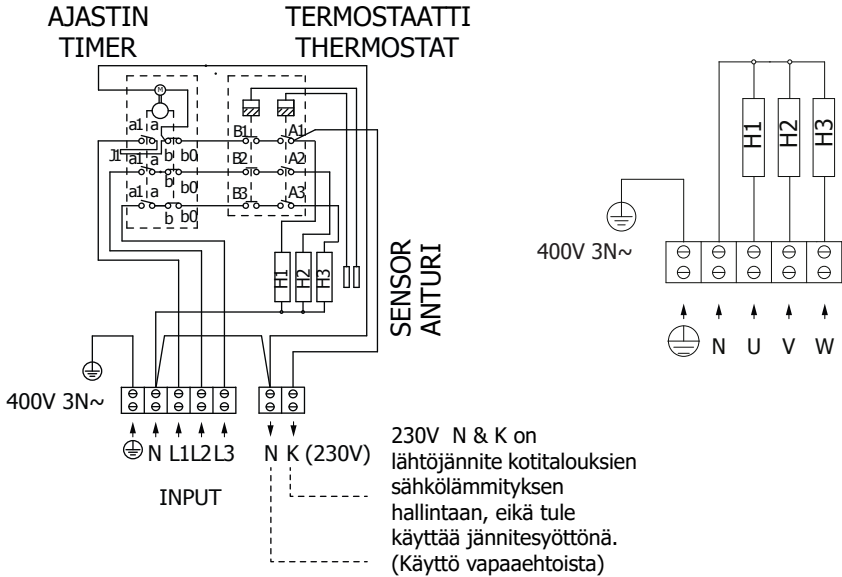 AJASTIN
TIMER
TERMOSTAATTI
THERMOSTAT
M
a1 a
J1
b b0
B1
A1
a1 a
b b0
B2
A2
a1 a
b b0
B3
A3
H1
H2
H3
SENSOR
ANTURI
400V 3N~
N L1 L2 L3
INPUT
N K (230V)
230V N & K on
lähtöjännite kotitalouksien
sähkölämmityksen
hallintaan, eikä tule
käyttää jännitesyöttönä.
(Käyttö vapaaehtoista)
H1
H2
H3
400V 3N~
N U V W